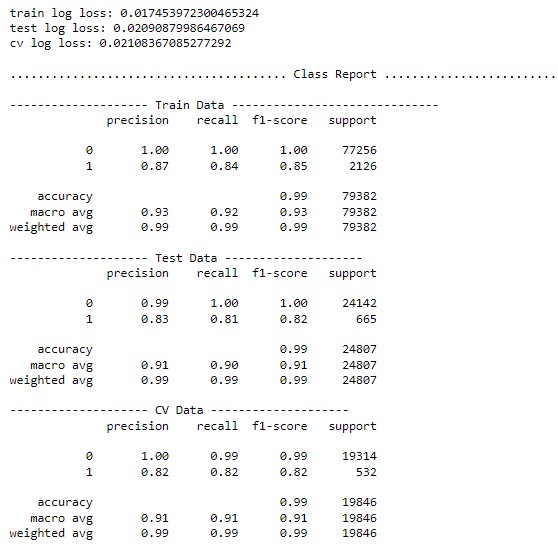 train log loss: 0.017453972300465324
test log loss: 0.02090879986467069
cv log loss: 0.02108367085277292
........................................ Class Report .........................
-------------------- Train Data ------------------------------
precision recall f1-score support
0 1.00 1.00 1.00 77256
1 0.87 0.84 0.85 2126
accuracy 0.99 79382
macro avg 0.93 0.92 0.93 79382
weighted avg 0.99 0.99 0.99 79382
-------------------- Test Data --------------------
precision recall f1-score support
0 0.99 1.00 1.00 24142
1 0.83 0.81 0.82 665
accuracy 0.99 24807
macro avg 0.91 0.90 0.91 24807
weighted avg 0.99 0.99 0.99 24807
-------------------- CV Data --------------------
precision recall f1-score support
0 1.00 0.99 0.99 19314
1 0.82 0.82 0.82 532
accuracy 0.99 19846
macro avg 0.91 0.91 0.91 19846
weighted avg 0.99 0.99 0.99 19846